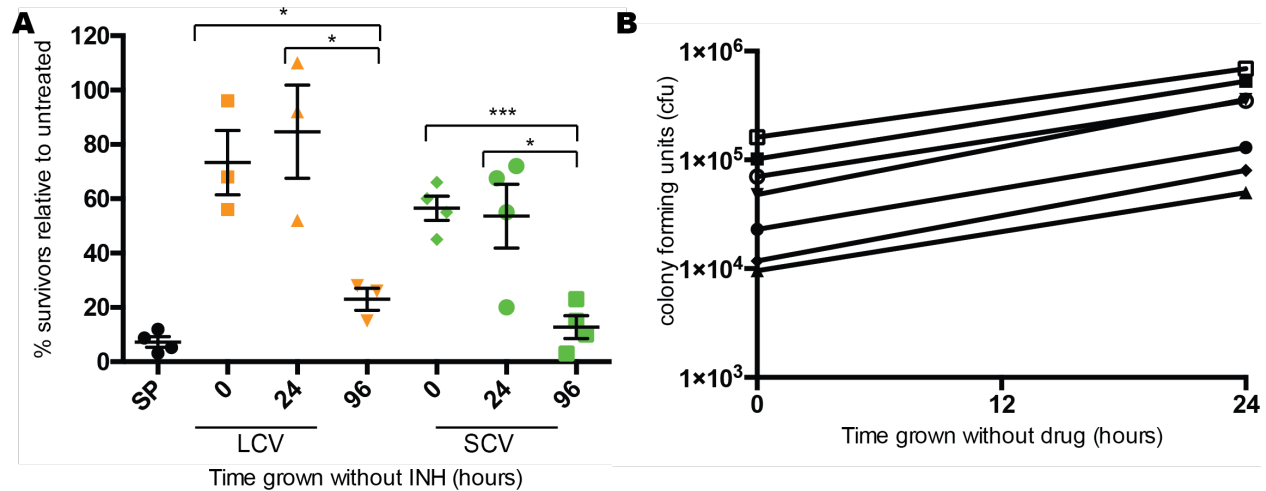 A
% survivors relative to untreated
120
100
80
60
40
20
0
*
*
***
*
SP
0
24
96
0
24
96
LCV
SCV
Time grown without INH (hours)
B
colony forming units (cfu)
1×10⁶
1×10⁵
1×10⁴
1×10³
0
12
24
Time grown without drug (hours)